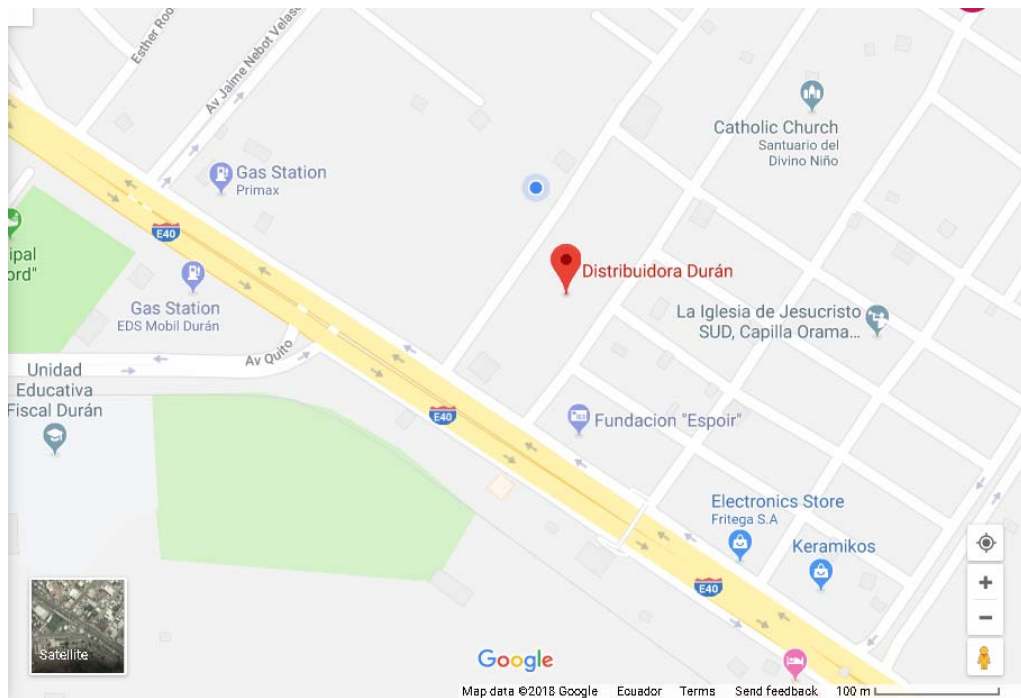 Esther Roo
Av Jaime Nebot Velas
Catholic Church
Santuario del
Divino Niño
Gas Station
Primax
E40
ipal
ord"
Distribuidora Durán
Gas Station
EDS Mobil Durán
La Iglesia de Jesucristo
SUD, Capilla Orama...
Av Quito
Unidad
Educativa
Fiscal Durán
E40
Fundacion "Espoir"
Electronics Store
Fritega S.A
Keramikos
E40
Satellite
Google
Map data ©2018 Google Ecuador Terms Send feedback 100 m